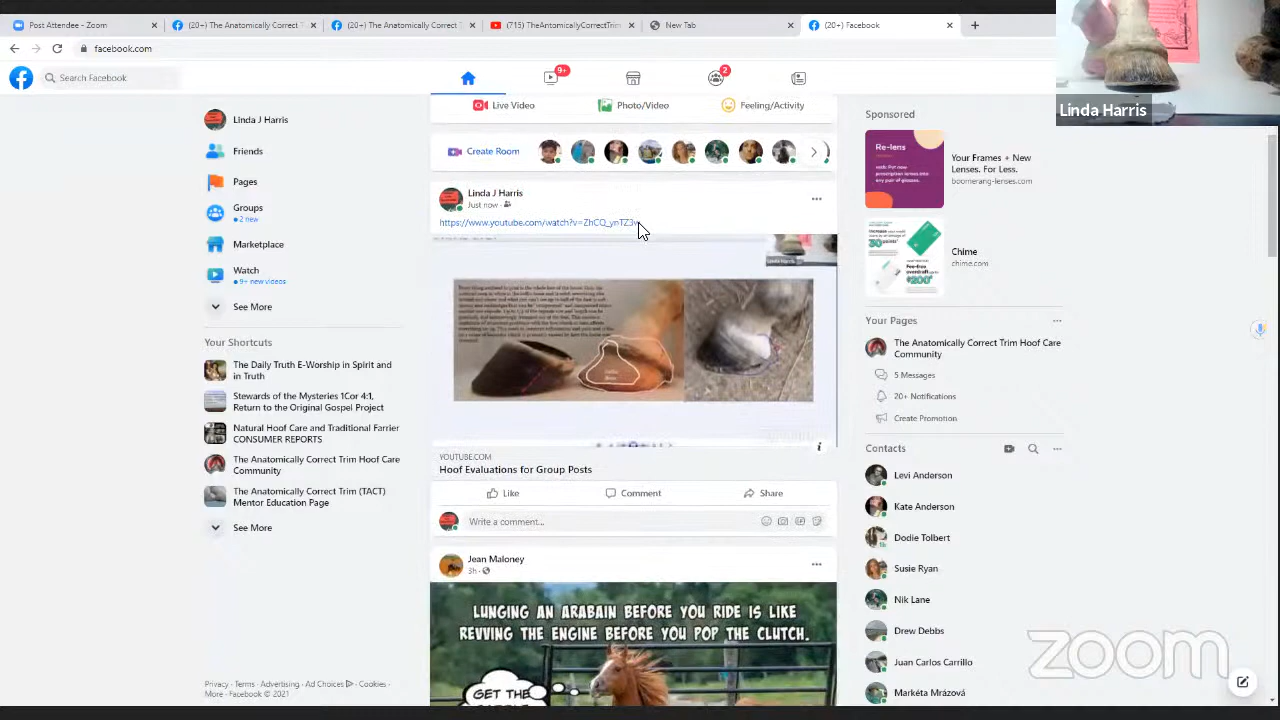 Post Attendee - Zoom
(20+) The Anatomically Correct T
(20+) The Anatomically Correct T
(715) TheAnatomicallyCorrectTrim
New Tab
(20+) Facebook
facebook.com
Linda Harris
Search Facebook
9+
2
Linda J Harris
Friends
Pages
Groups
2 new
Marketplace
Watch
9+ new videos
See More
Your Shortcuts
The Daily Truth E-Worship in Spirit and
in Truth
Stewards of the Mysteries 1Cor 4:1,
Return to the Original Gospel Project
Natural Hoof Care and Traditional Farrier
CONSUMER REPORTS
The Anatomically Correct Trim Hoof Care
Community
The Anatomically Correct Trim (TACT)
Mentor Education Page
See More
Privacy · Terms · Advertising · Ad Choices · Cookies ·
More · Facebook © 2021
Live Video
Photo/Video
Feeling/Activity
Create Room
Linda J Harris
Just now ·
https://www.youtube.com/watch?v=ZhCQ_ynTZ3w
YOUTUBE.COM
Hoof Evaluations for Group Posts
Like
Comment
Share
Write a comment...
Jean Maloney
3h ·
LUNGING AN ARABAIN BEFORE YOU RIDE IS LIKE
REVVING THE ENGINE BEFORE YOU POP THE CLUTCH.
GET THE
Sponsored
Re-lens
Your Frames + New
Lenses. For Less.
boomerang-lenses.com
Chime
chime.com
Your Pages
The Anatomically Correct Trim Hoof Care
Community
5 Messages
20+ Notifications
Create Promotion
Contacts
Levi Anderson
Kate Anderson
Dodie Tolbert
Susie Ryan
Nik Lane
Drew Debbs
Juan Carlos Carrillo
Markéta Mrázová
zoom